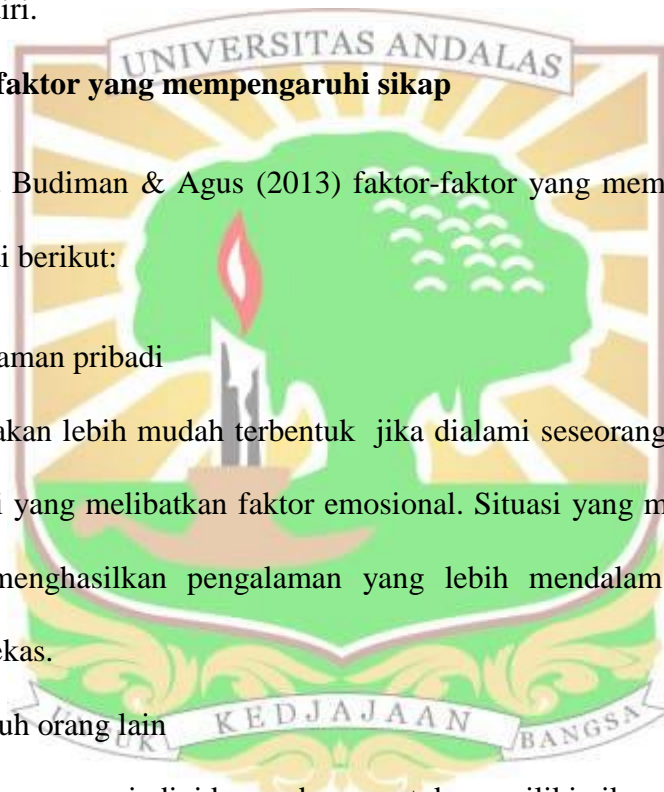 iri.
UNIVERSITAS ANDALAS
faktor yang mempengaruhi sikap
. Budiman & Agus (2013) faktor-faktor yang mem
i berikut:
aman pribadi
akan lebih mudah terbentuk jika dialami seseorang
i yang melibatkan faktor emosional. Situasi yang m
menghasilkan pengalaman yang lebih mendalam
ekas.
uh orang lain
UNTUK KEDJAJAAN BANGSA